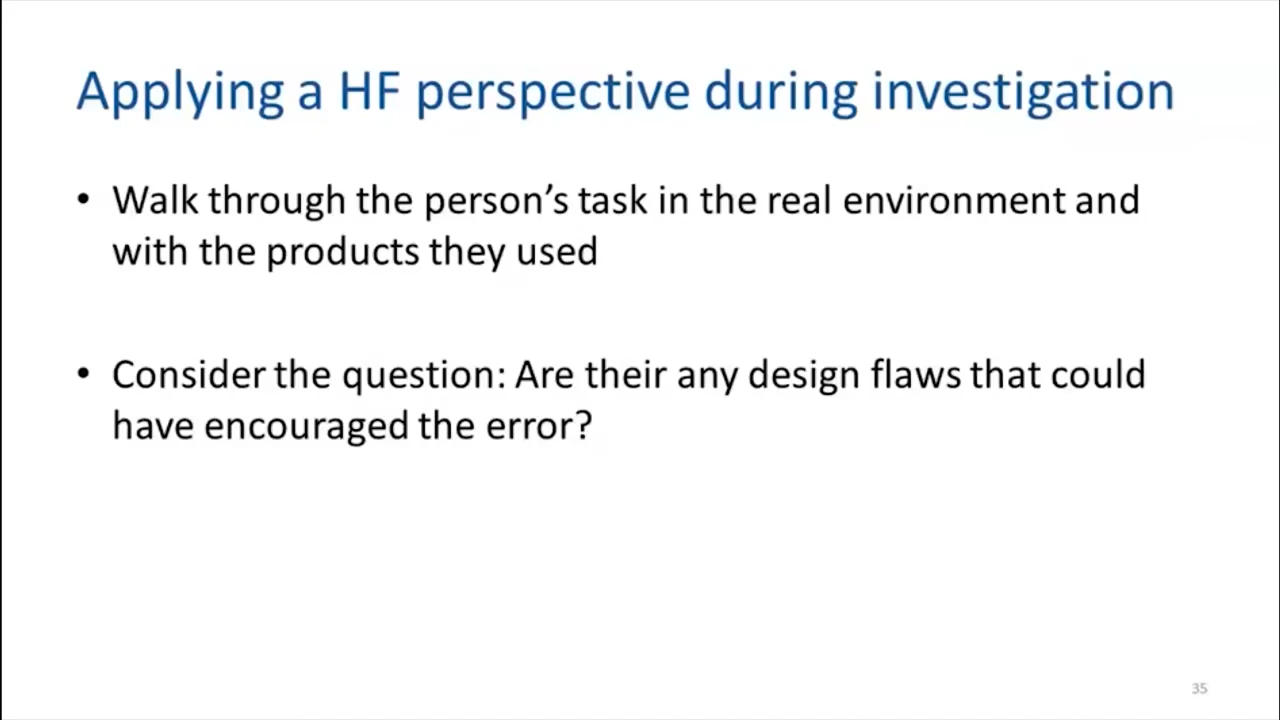 Applying a HF perspective during investigation
• Walk through the person’s task in the real environment and
with the products they used
• Consider the question: Are their any design flaws that could
have encouraged the error?
35